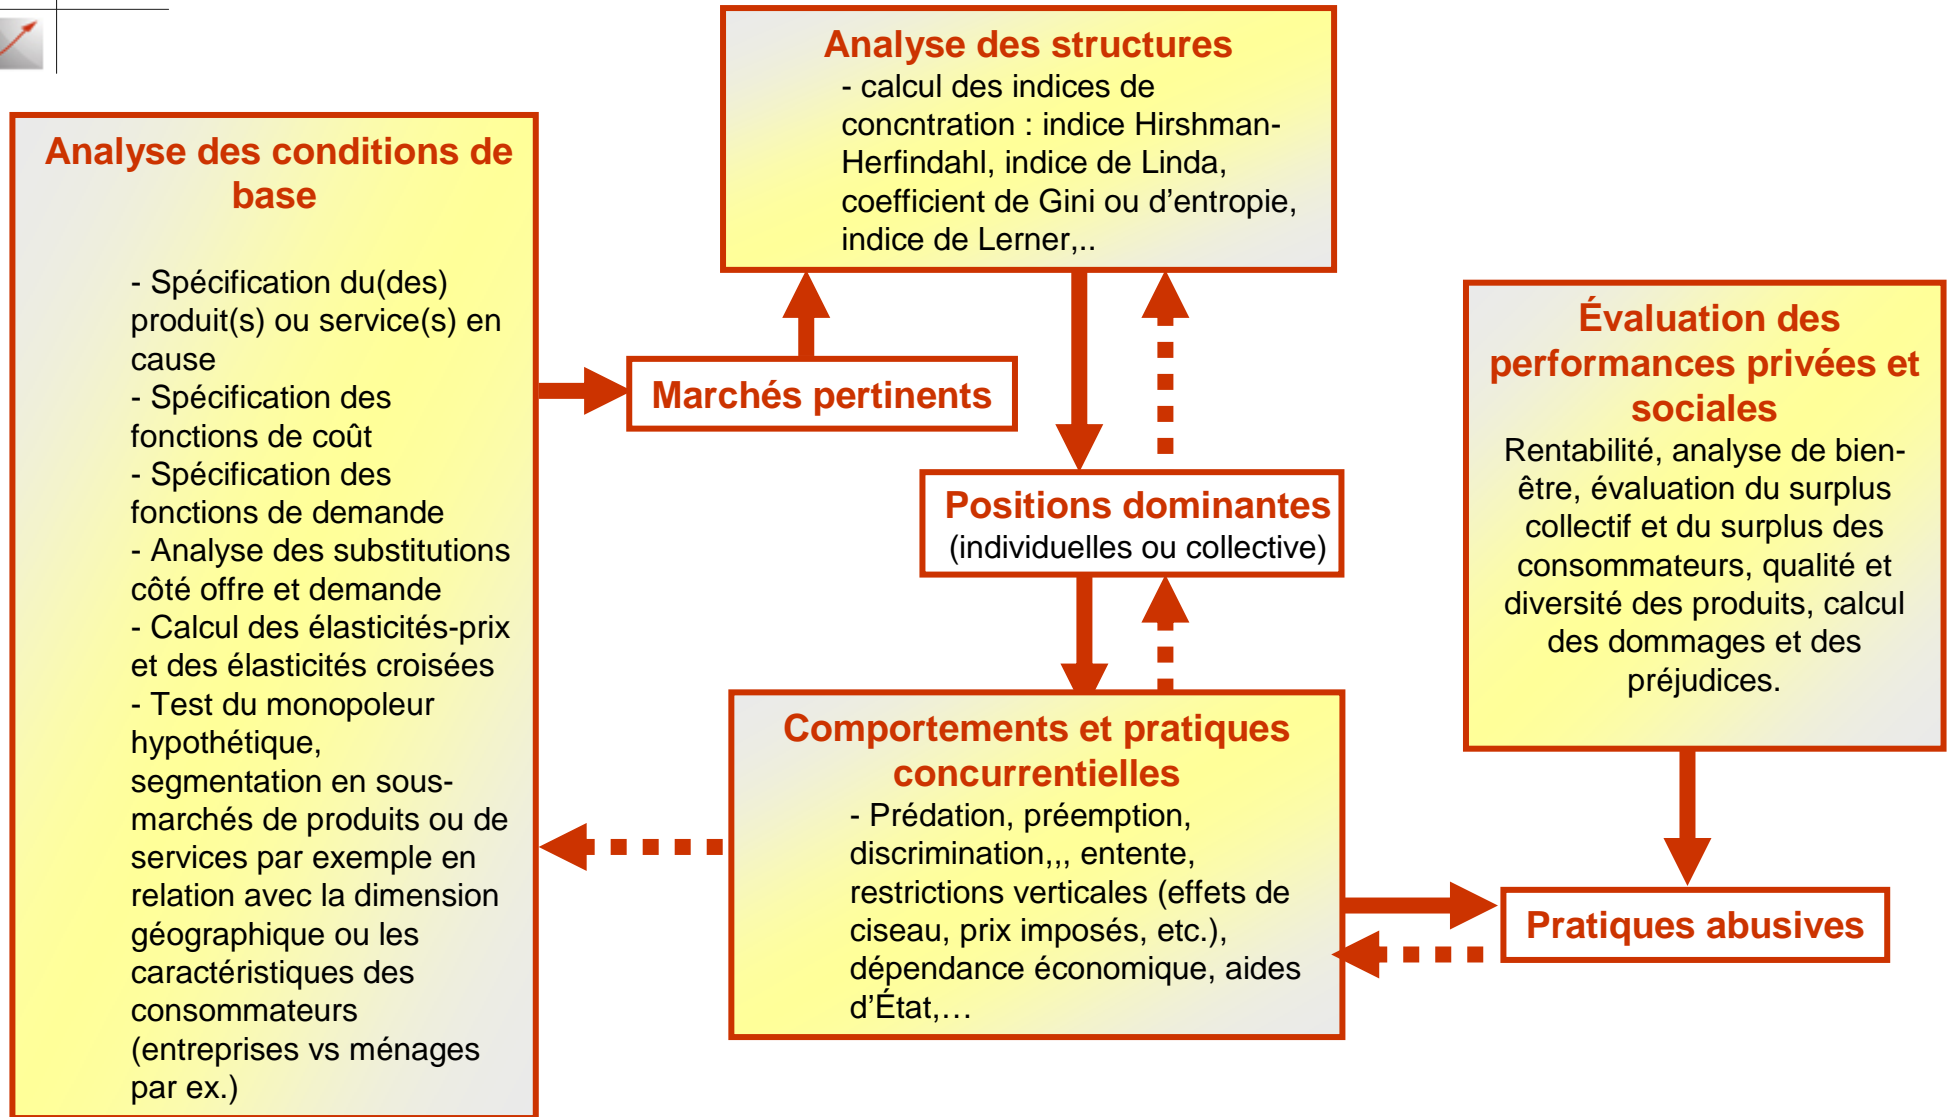 Analyse des conditions de
base
- Spécification du(des)
produit(s) ou service(s) en
cause
- Spécification des
fonctions de coût
- Spécification des
fonctions de demande
- Analyse des substitutions
côté offre et demande
- Calcul des élasticités-prix
et des élasticités croisées
- Test du monopoleur
hypothétique,
segmentation en sous-
marchés de produits ou de
services par exemple en
relation avec la dimension
géographique ou les
caractéristiques des
consommateurs
(entreprises vs ménages
par ex.)
Marchés pertinents
Analyse des structures
- calcul des indices de
concntration : indice Hirshman-
Herfindahl, indice de Linda,
coefficient de Gini ou d’entropie,
indice de Lerner,..
Positions dominantes
(individuelles ou collective)
Comportements et pratiques
concurrentielles
- Prédation, préemption,
discrimination,,, entente,
restrictions verticales (effets de
ciseau, prix imposés, etc.),
dépendance économique, aides
d’État,…
Évaluation des
performances privées et
sociales
Rentabilité, analyse de bien-
être, évaluation du surplus
collectif et du surplus des
consommateurs, qualité et
diversité des produits, calcul
des dommages et des
préjudices.
Pratiques abusives